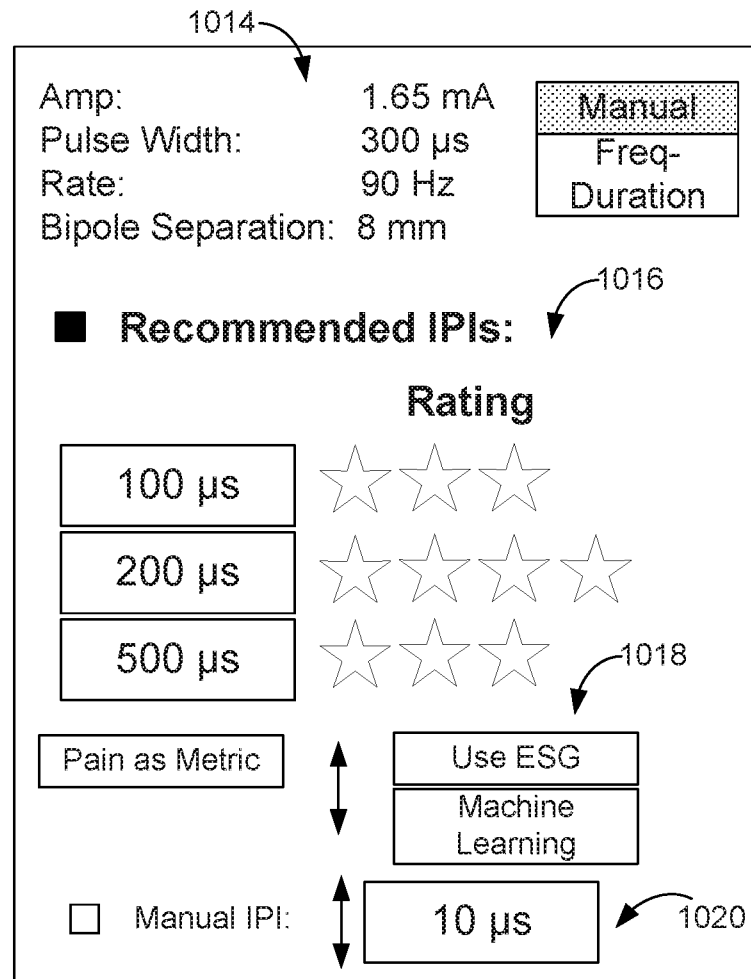 1014
Amp: 1.65 mA
Manual
Pulse Width: 300 µs
Freq-
Rate: 90 Hz
Duration
Bipole Separation: 8 mm
1016
Recommended IPIs:
Rating
100 µs
200 µs
500 µs
1018
Pain as Metric
Use ESG
Machine
Learning
Manual IPI:
10 µs
1020